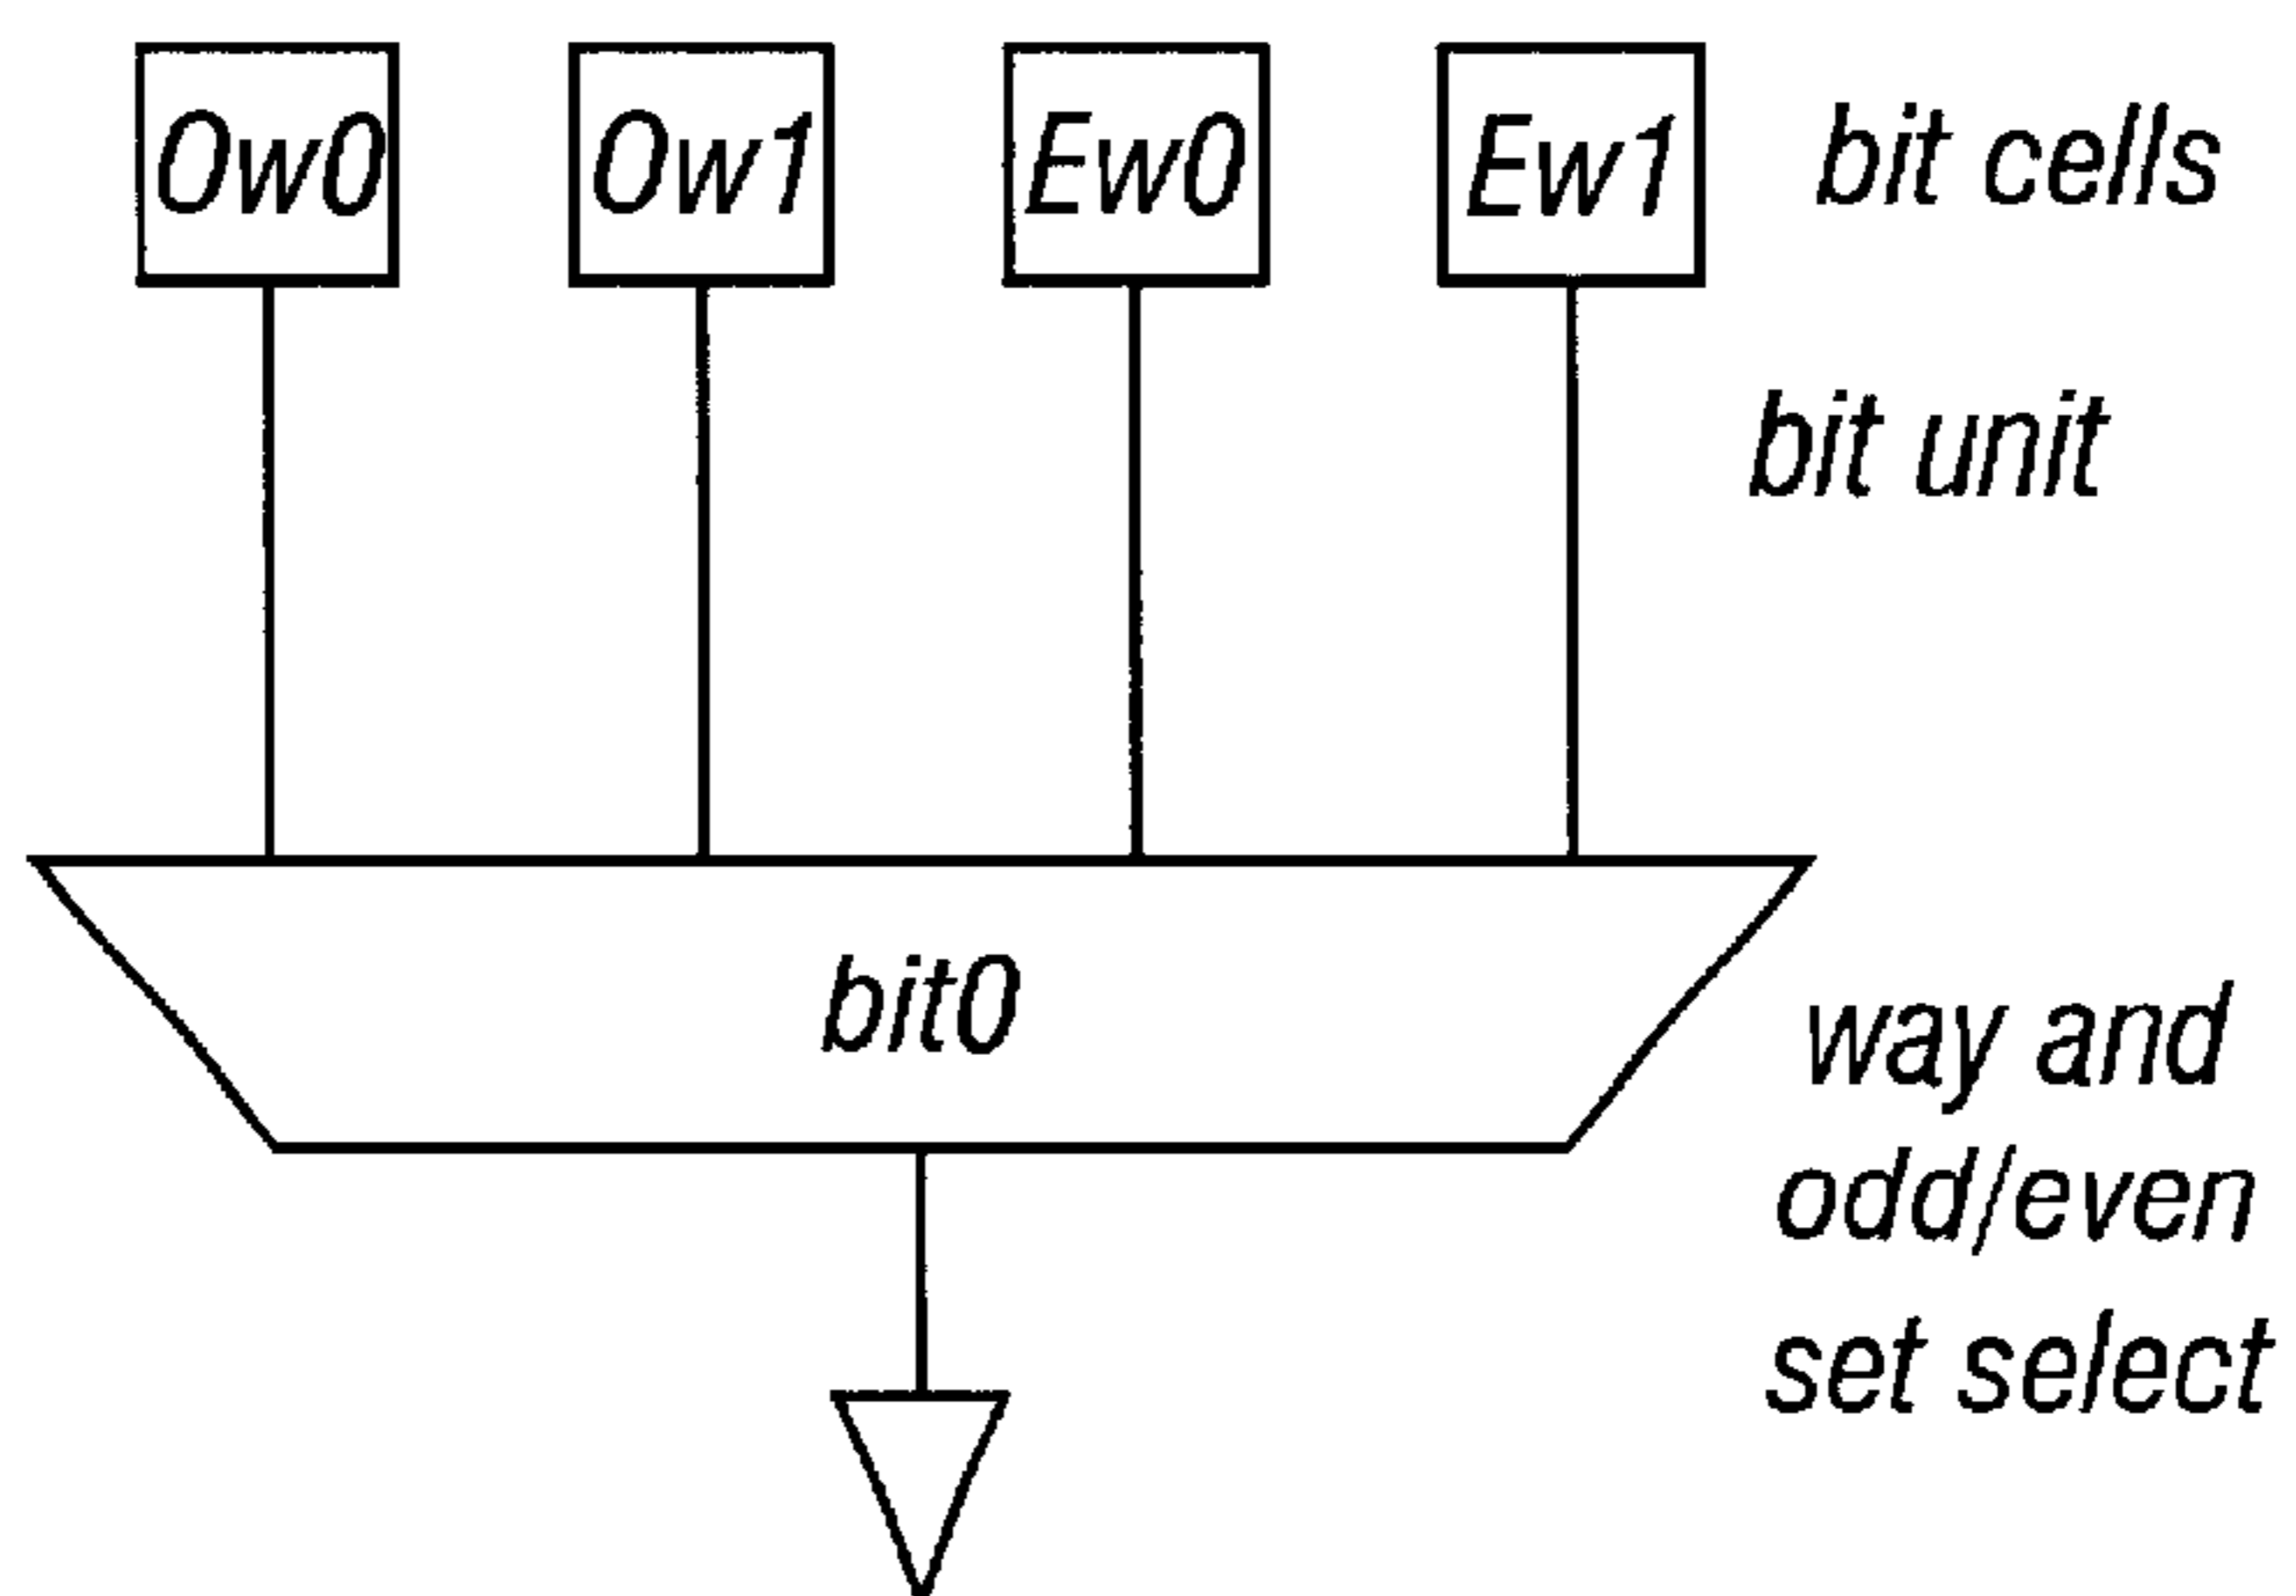 Ow0 Ow1 Ew0 Ew1 bit cells
bit unit
bit0
way and
odd/even
set select